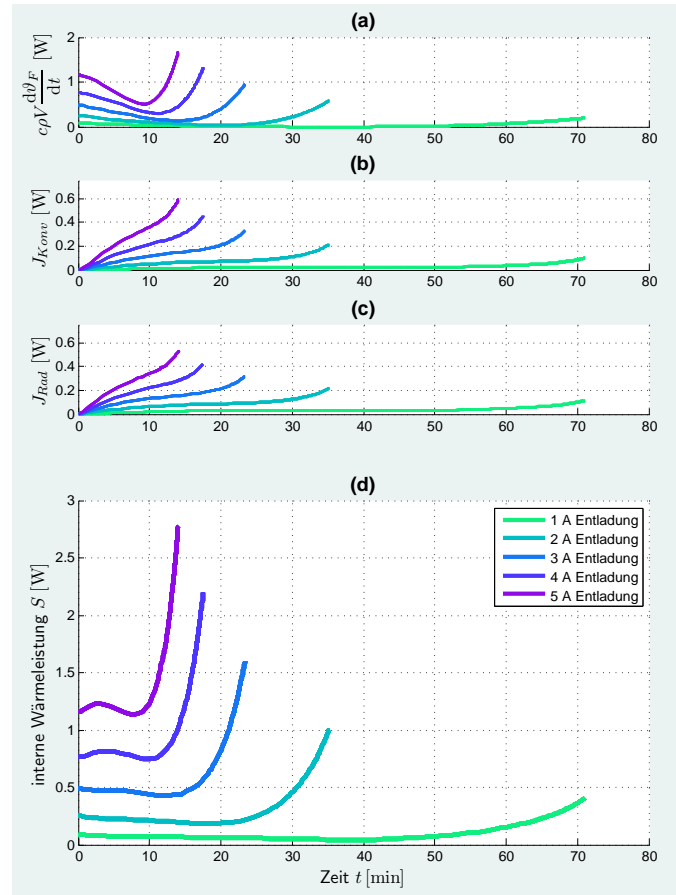 (a)
cρV dϑ_F/dt [W]
2
1
0
0 10 20 30 40 50 60 70 80
(b)
J_Konv [W]
0.6
0.4
0.2
0
0 10 20 30 40 50 60 70 80
(c)
J_Rad [W]
0.6
0.4
0.2
0
0 10 20 30 40 50 60 70 80
(d)
interne Wärmeleistung S [W]
3
2.5
2
1.5
1
0.5
0
0 10 20 30 40 50 60 70 80
Zeit t [min]
1 A Entladung
2 A Entladung
3 A Entladung
4 A Entladung
5 A Entladung